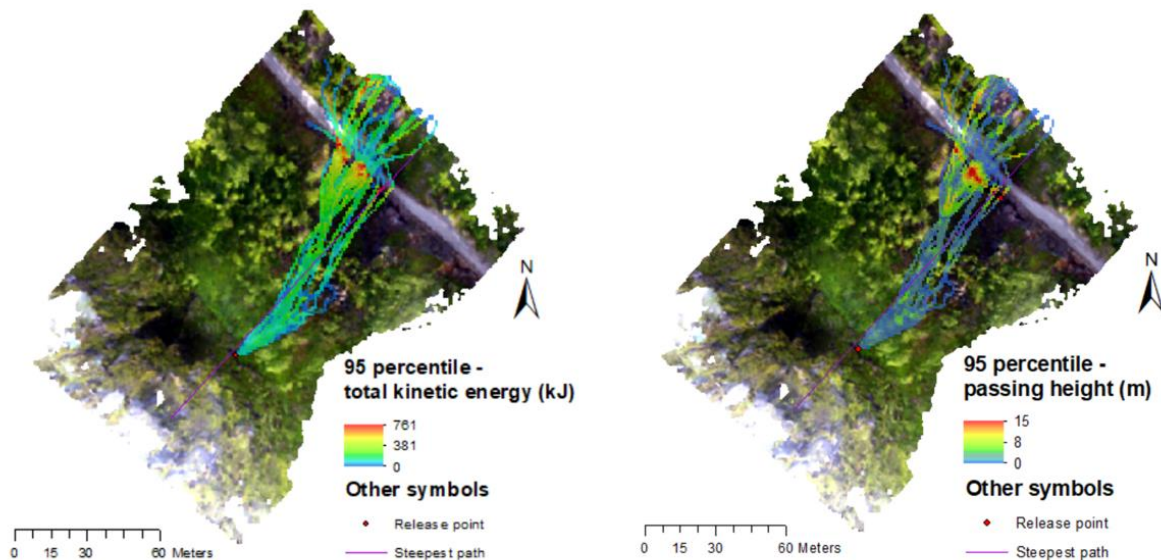 N
95 percentile -
total kinetic energy (kJ)
761
381
0
Other symbols
Release point
Steepest path
0 15 30 60 Meters
N
95 percentile -
passing height (m)
15
8
0
Other symbols
Release point
Steepest path
0 15 30 60 Meters